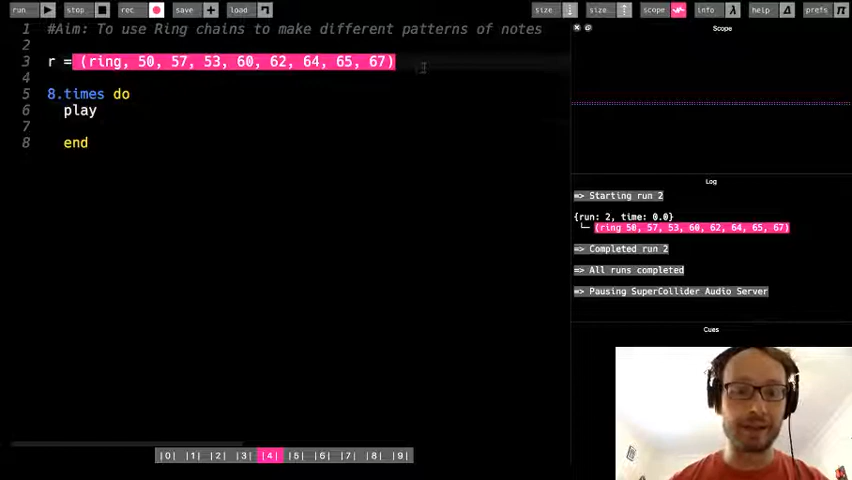 run stop rec save load size size scope info help prefs
1 #Aim: To use Ring chains to make different patterns of notes
2
3 r = (ring, 50, 57, 53, 60, 62, 64, 65, 67)
4
5 8.times do
6 play
7
8 end
Scope
Log
=> Starting run 2
{run: 2, time: 0.0}
(ring 50, 57, 53, 60, 62, 64, 65, 67)
=> Completed run 2
=> All runs completed
=> Pausing SuperCollider Audio Server
Cues
|0| |1| |2| |3| |4| |5| |6| |7| |8| |9|